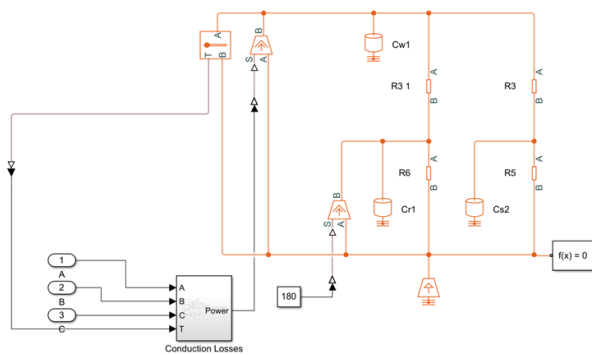 A
B
Cw1
T
B
S
A
A
R3 1
B
A
R3
B
R6
A
B
R5
A
B
B
S
A
Cr1
Cs2
f(x) = 0
1
A
2
B
3
C
A
B
C
T
Power
180
Conduction Losses